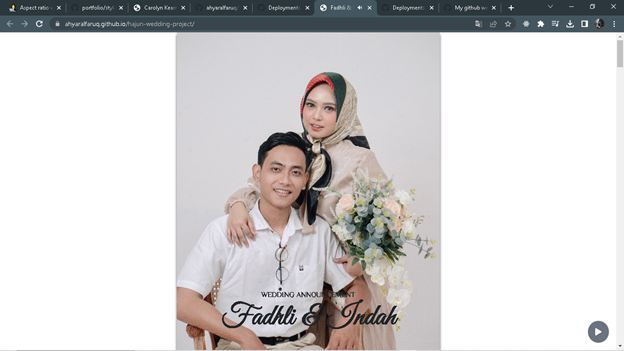 Aspect ratio
portfolio/sty
Carolyn Keas
ahyaralfaruq
Deployment
Fadhli &
Deployment
My github w
ahyaralfaruq.github.io/hajun-wedding-project/
WEDDING ANNOUNCEMENT
Fadhli & Indah